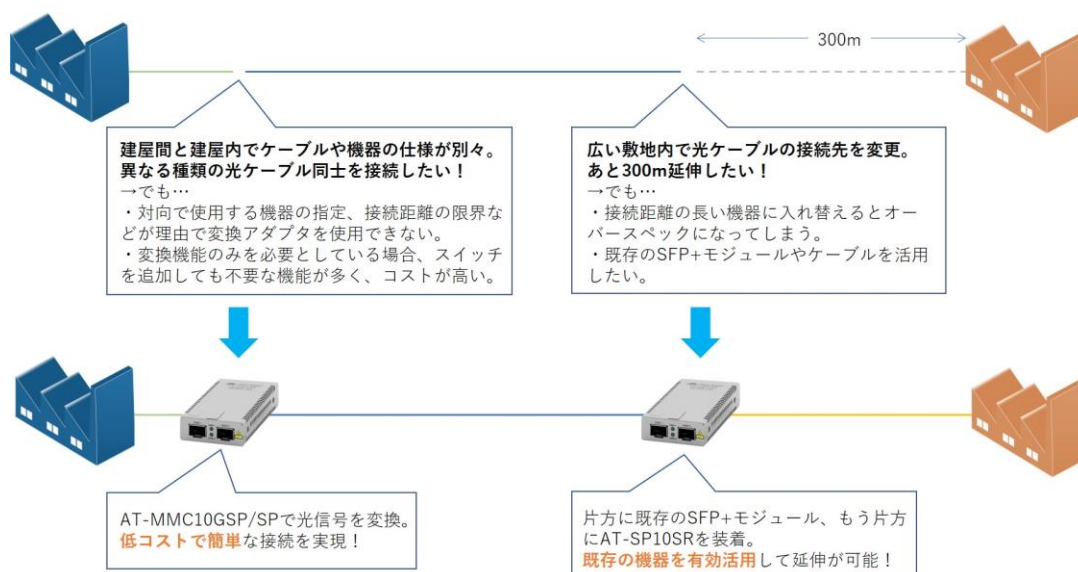 300m
建屋間と建屋内でケーブルや機器の仕様が別々。
異なる種類の光ケーブル同士を接続したい！
→でも…
・対向で使用する機器の指定、接続距離の限界な
どが理由で変換アダプタを使用できない。
・変換機能のみを必要としている場合、スイッチ
を追加しても不要な機能が多く、コストが高い。
広い敷地内で光ケーブルの接続先を変更。
あと300m延伸したい！
→でも…
・接続距離の長い機器に入れ替えるとオー
バースペックになってしまう。
・既存のSFP+モジュールやケーブルを活用
したい。
AT-MMC10GSP/SPで光信号を変換。
低コストで簡単な接続を実現！
片方に既存のSFP+モジュール、もう片方
にAT-SP10SRを装着。
既存の機器を有効活用して延伸が可能！